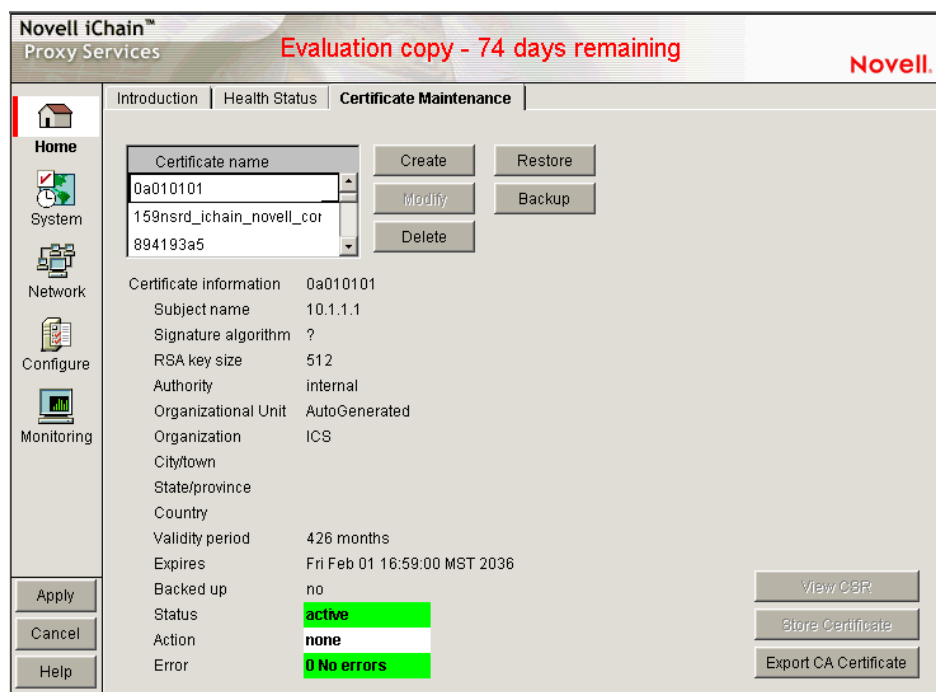 Novell iChain™
Proxy Services
Evaluation copy - 74 days remaining
Novell.
Introduction
Health Status
Certificate Maintenance
Home
System
Network
Configure
Monitoring
Apply
Cancel
Help
Certificate name
0a010101
159nsrd_ichain_novell_cor
894193a5
Create
Restore
Modify
Backup
Delete
Certificate information 0a010101
Subject name 10.1.1.1
Signature algorithm ?
RSA key size 512
Authority internal
Organizational Unit AutoGenerated
Organization ICS
City/town
State/province
Country
Validity period 426 months
Expires Fri Feb 01 16:59:00 MST 2036
Backed up no
Status active
Action none
Error 0 No errors
View CSR
Store Certificate
Export CA Certificate